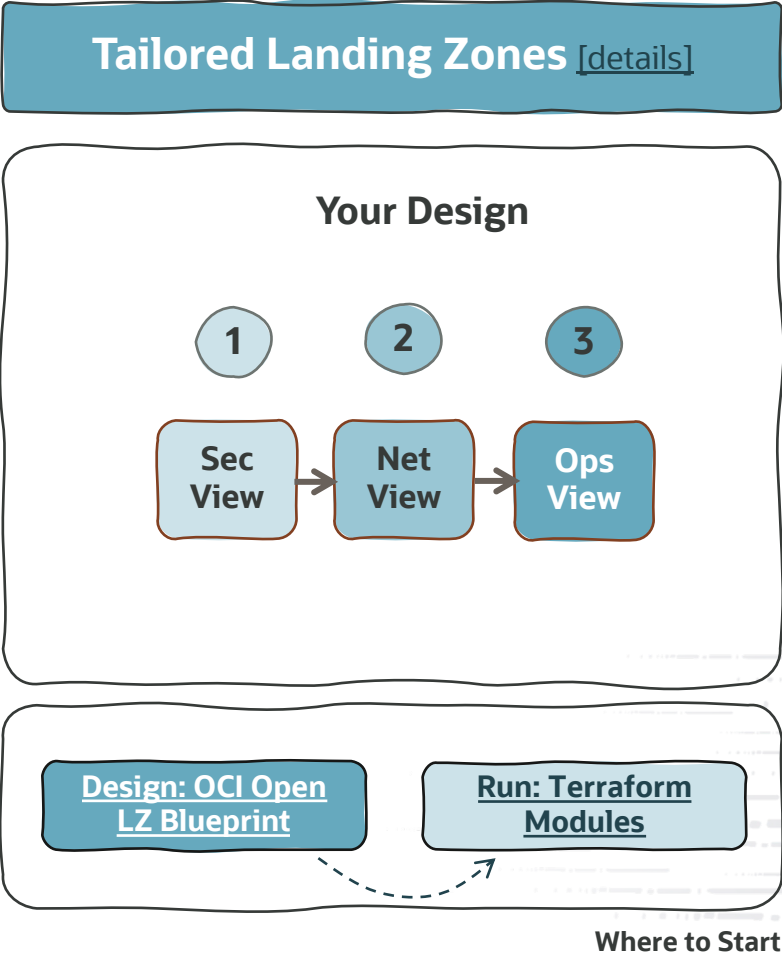 Tailored Landing Zones [details]
Your Design
1
2
3
Sec
View
Net
View
Ops
View
Design: OCI Open
LZ Blueprint
Run: Terraform
Modules
Where to Start